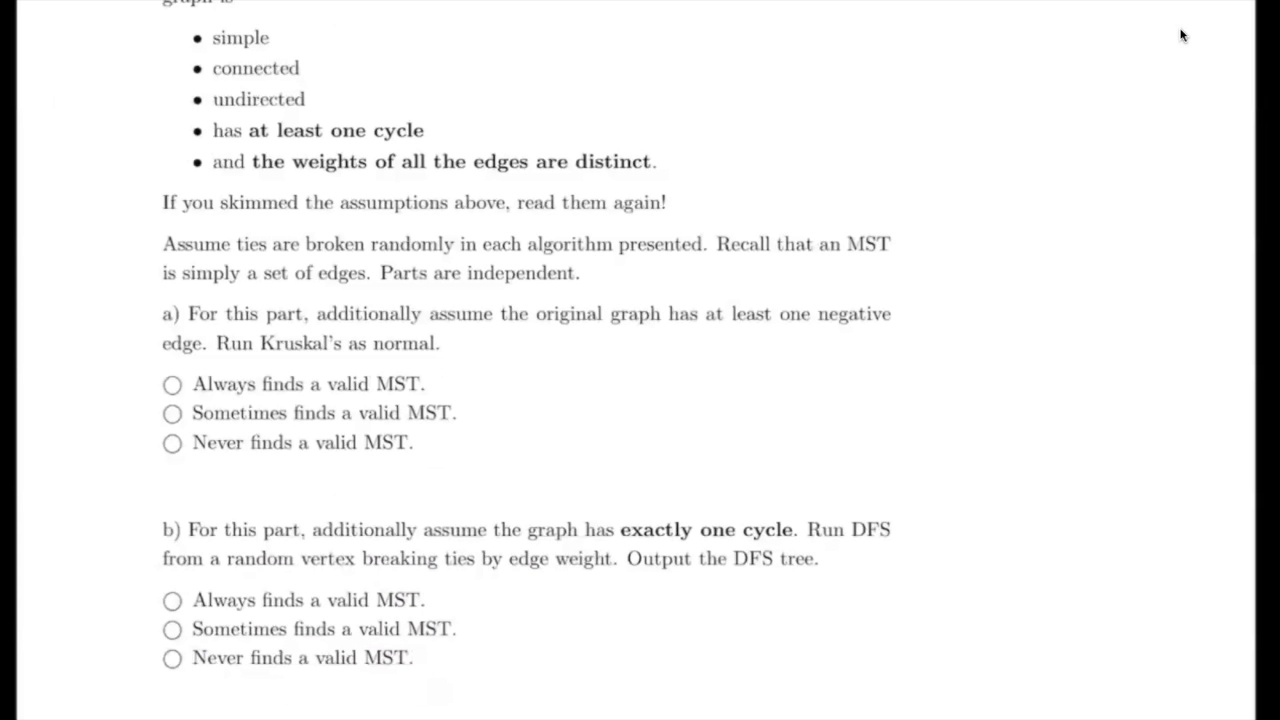 graph is
• simple
• connected
• undirected
• has at least one cycle
• and the weights of all the edges are distinct.
If you skimmed the assumptions above, read them again!
Assume ties are broken randomly in each algorithm presented. Recall that an MST
is simply a set of edges. Parts are independent.
a) For this part, additionally assume the original graph has at least one negative
edge. Run Kruskal's as normal.
Always finds a valid MST.
Sometimes finds a valid MST.
Never finds a valid MST.
b) For this part, additionally assume the graph has exactly one cycle. Run DFS
from a random vertex breaking ties by edge weight. Output the DFS tree.
Always finds a valid MST.
Sometimes finds a valid MST.
Never finds a valid MST.